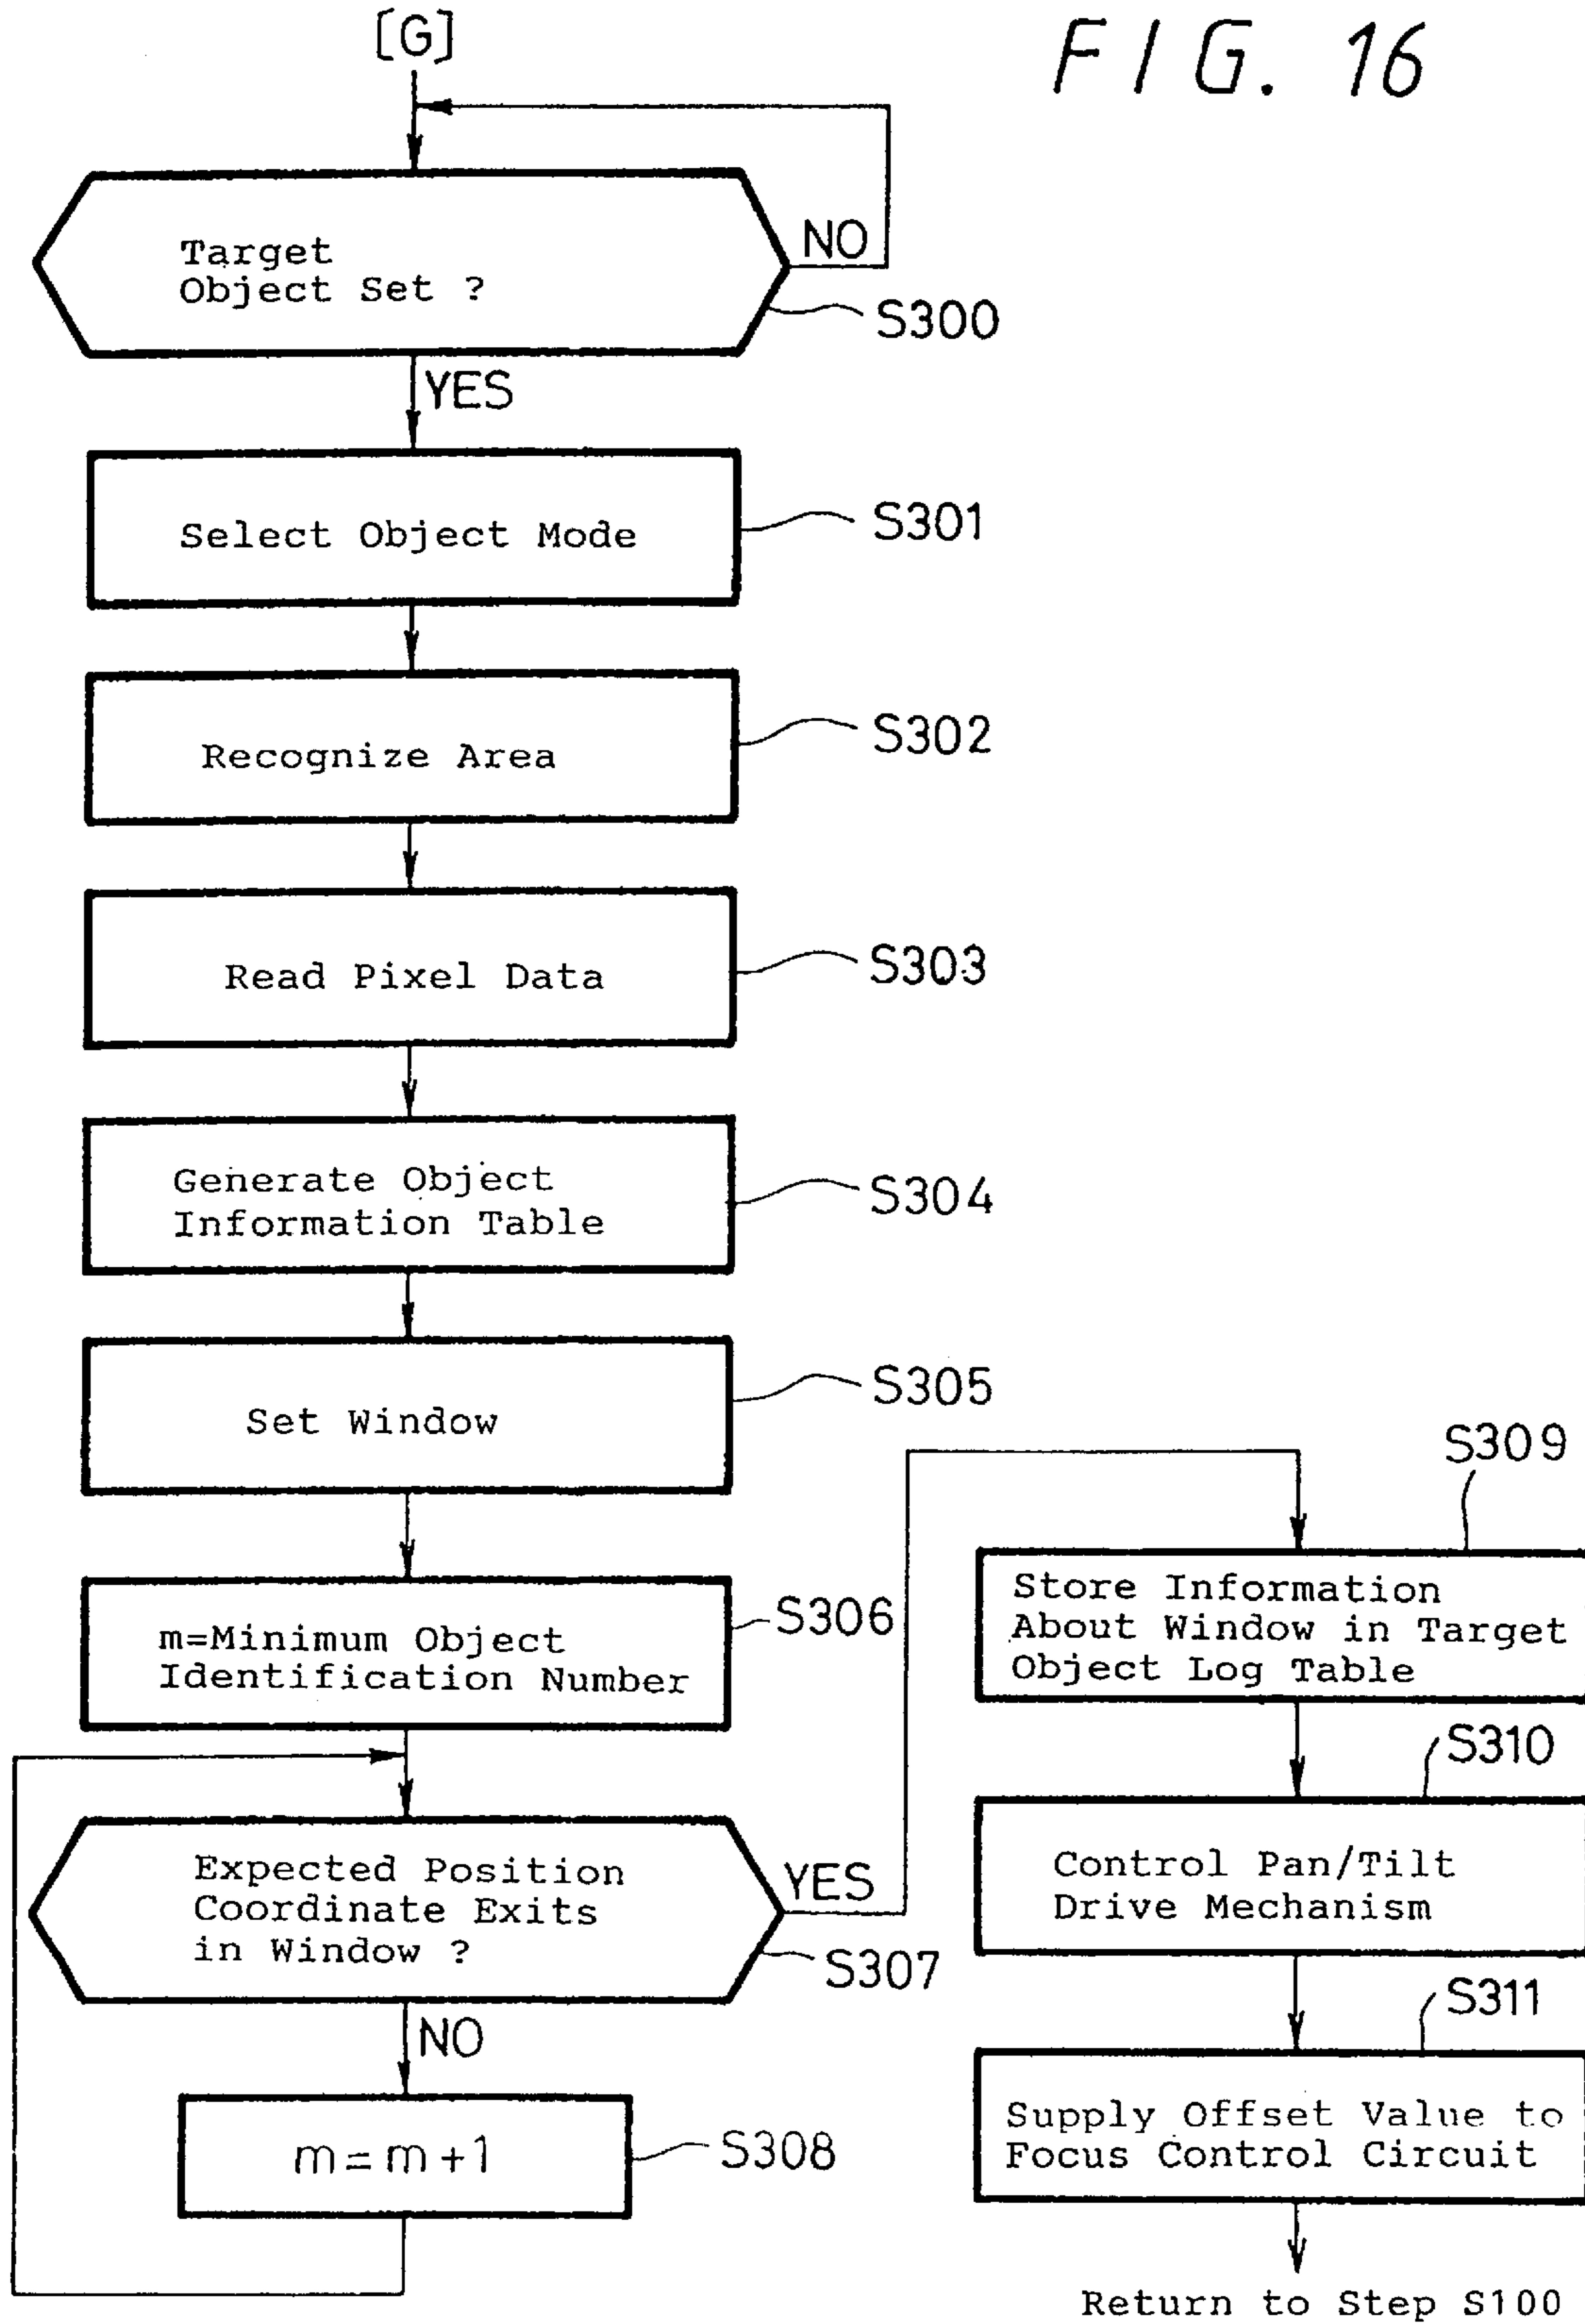 [G]
FIG. 16
Target
Object Set ?
NO
S300
YES
Select Object Mode
S301
Recognize Area
S302
Read Pixel Data
S303
Generate Object
Information Table
S304
Set Window
S305
m=Minimum Object
Identification Number
S306
Expected Position
Coordinate Exits
in Window ?
YES
S307
NO
m=m+1
S308
S309
Store Information
About Window in Target
Object Log Table
S310
Control Pan/Tilt
Drive Mechanism
S311
Supply Offset Value to
Focus Control Circuit
Return to Step S100